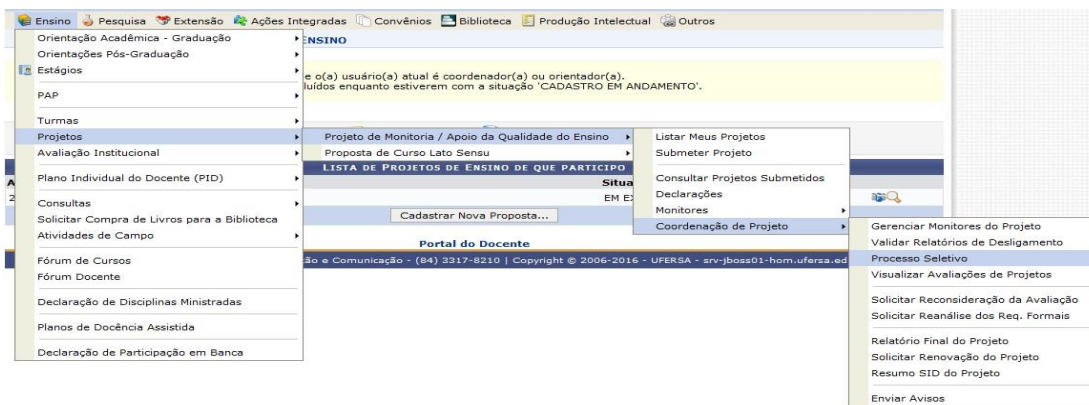 Ensino Pesquisa Extensão Ações Integradas Convênios Biblioteca Produção Intelectual Outros
Orientação Acadêmica - Graduação
ENSINO
Orientações Pós-Graduação
Estágios
e o(a) usuário(a) atual é coordenador(a) ou orientador(a).
luídos enquanto estiverem com a situação 'CADASTRO EM ANDAMENTO'.
PAP
Turmas
Projetos
Projeto de Monitoria / Apoio da Qualidade do Ensino
Listar Meus Projetos
Avaliação Institucional
Proposta de Curso Lato Sensu
Submeter Projeto
LISTA DE PROJETOS DE ENSINO DE QUE PARTICIPO
Plano Individual do Docente (PID)
Consultar Projetos Submetidos
A
Situa
Declarações
2
EM E
Consultas
Monitores
Solicitar Compra de Livros para a Biblioteca
Cadastrar Nova Proposta...
Coordenação de Projeto
Gerenciar Monitores do Projeto
Atividades de Campo
Portal do Docente
Validar Relatórios de Desligamento
Fórum de Cursos
ão e Comunicação - (84) 3317-8210 | Copyright © 2006-2016 - UFERSA - srv-jboss01-hom.ufersa.ed
Processo Seletivo
Fórum Docente
Visualizar Avaliações de Projetos
Declaração de Disciplinas Ministradas
Solicitar Reconsideração da Avaliação
Solicitar Reanálise dos Req. Formais
Planos de Docência Assistida
Relatório Final do Projeto
Declaração de Participação em Banca
Solicitar Renovação do Projeto
Resumo SID do Projeto
Enviar Avisos